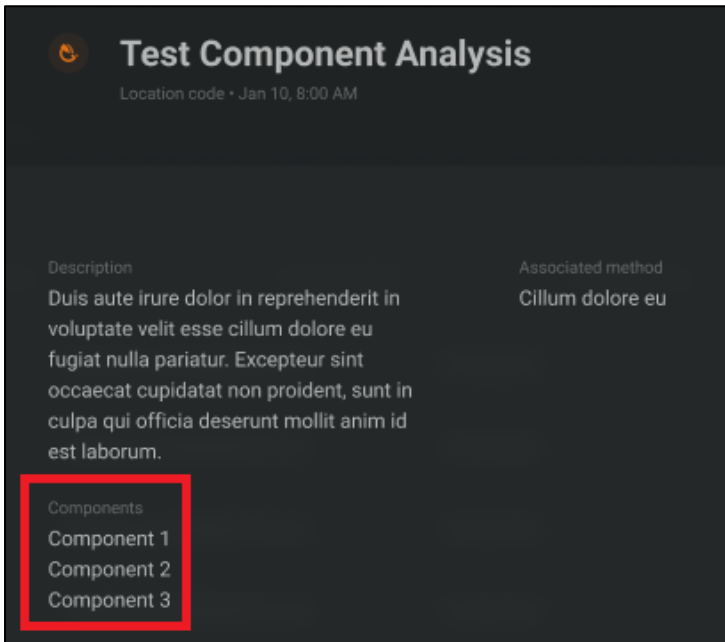 Test Component Analysis
Location code • Jan 10, 8:00 AM
Description
Duis aute irure dolor in reprehenderit in
voluptate velit esse cillum dolore eu
fugiat nulla pariatur. Excepteur sint
occaecat cupidatat non proident, sunt in
culpa qui officia deserunt mollit anim id
est laborum.
Associated method
Cillum dolore eu
Components
Component 1
Component 2
Component 3